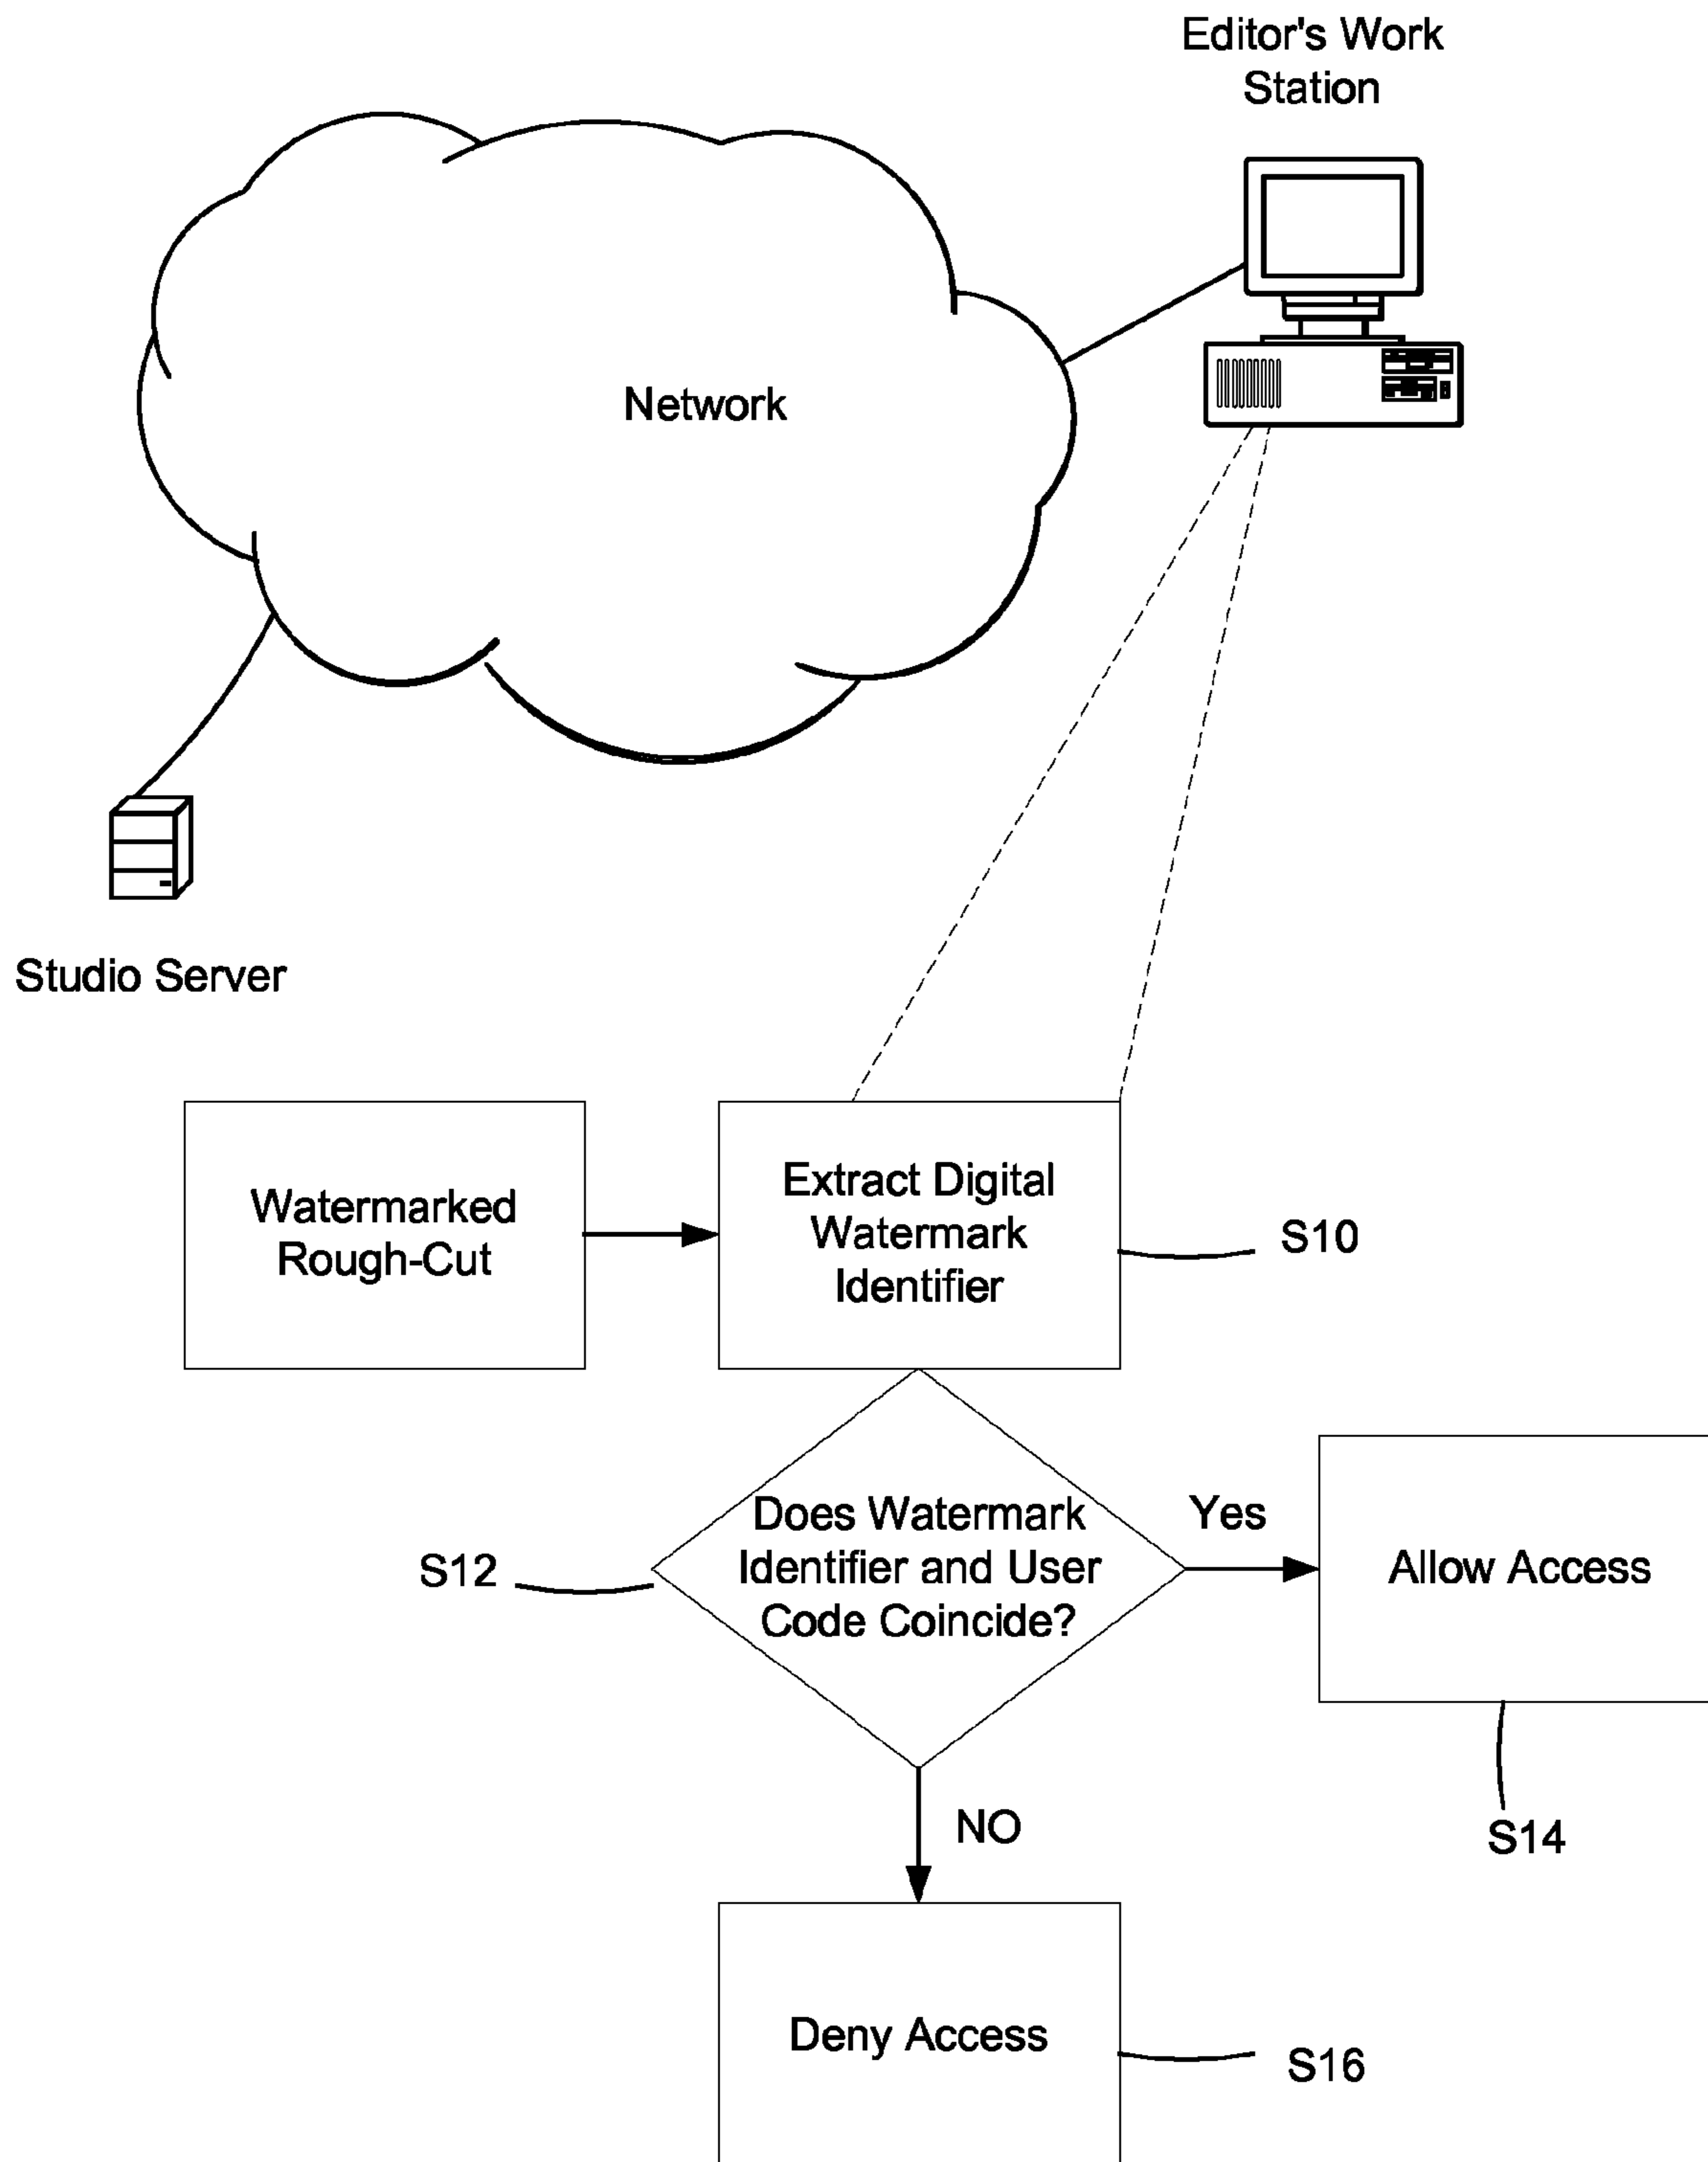 Editor's Work
Station
Network
Studio Server
Watermarked
Rough-Cut
Extract Digital
Watermark
Identifier
S10
Does Watermark
Identifier and User
Code Coincide?
S12
Yes
Allow Access
S14
NO
Deny Access
S16